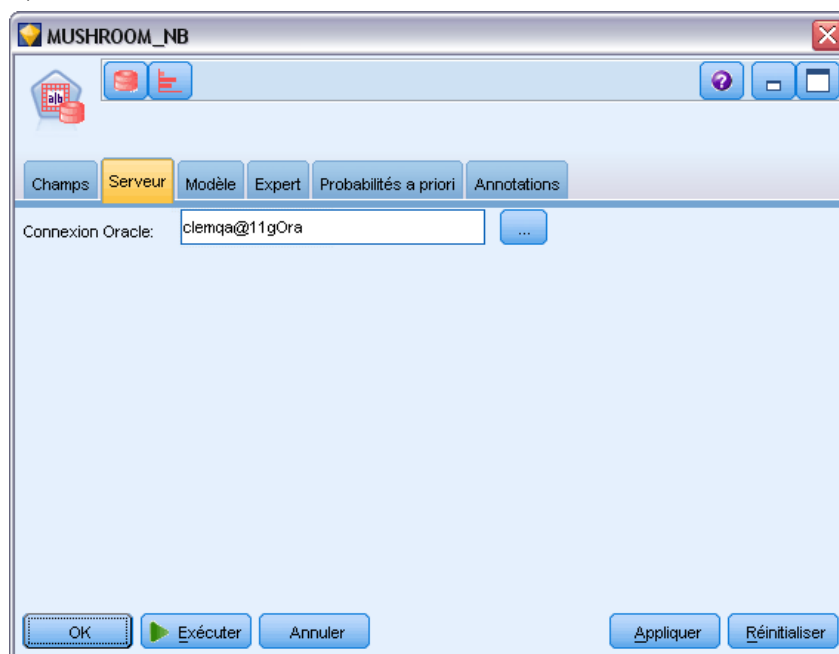 MUSHROOM_NB
a|b
?
Champs Serveur Modèle Expert Probabilités a priori Annotations
Connexion Oracle: clemqa@11gOra ...
OK Exécuter Annuler Appliquer Réinitialiser